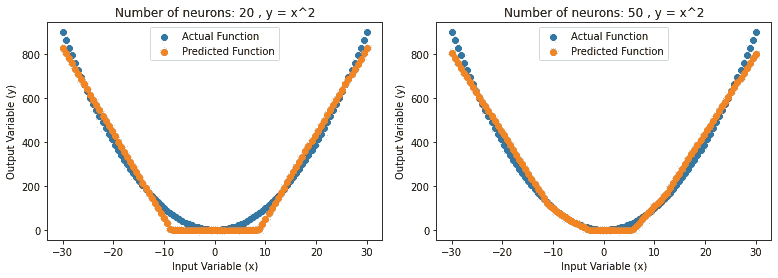 Number of neurons: 20 , y = x^2
Actual Function
Predicted Function
Output Variable (y)
800
600
400
200
0
−30
−20
−10
0
10
20
30
Input Variable (x)
Number of neurons: 50 , y = x^2
Actual Function
Predicted Function
Output Variable (y)
800
600
400
200
0
−30
−20
−10
0
10
20
30
Input Variable (x)